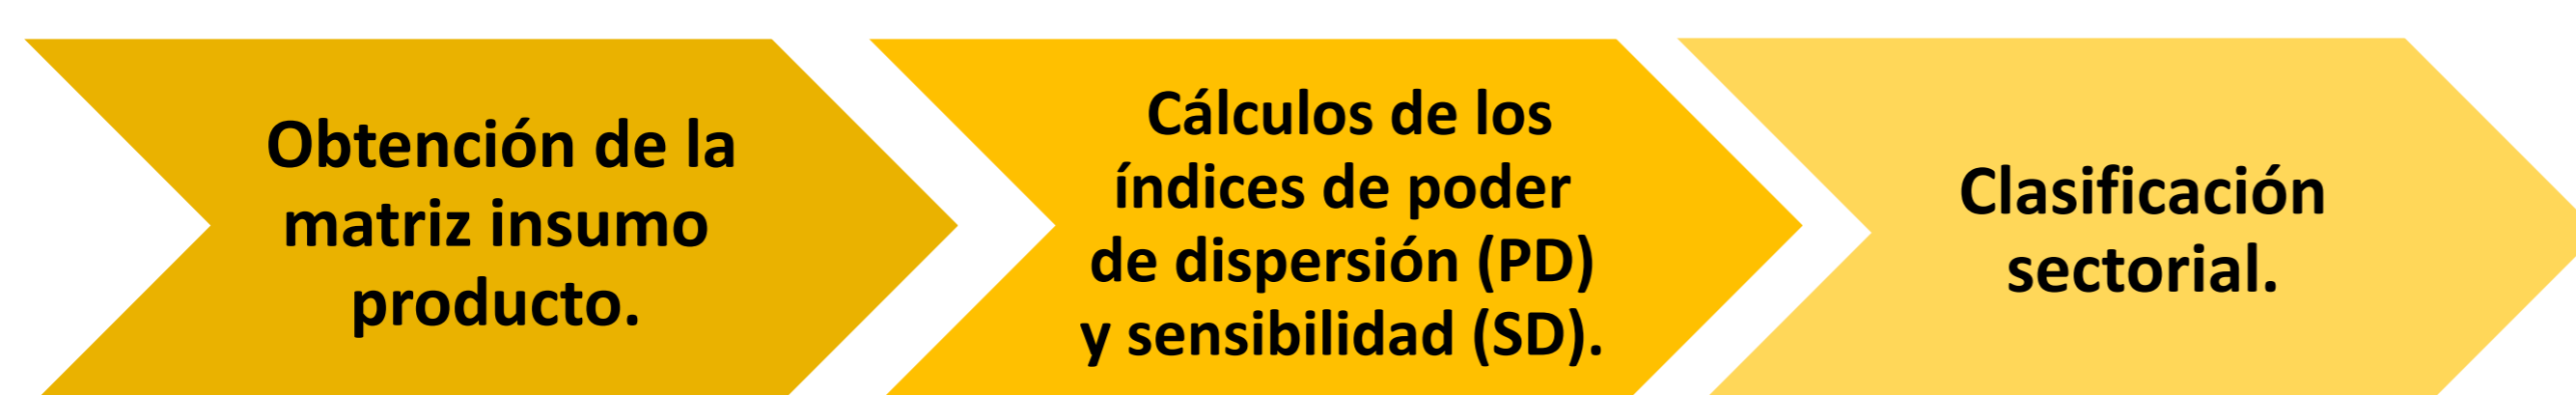 Obtención de la
matriz insumo
producto.
Cálculos de los
índices de poder
de dispersión (PD)
y sensibilidad (SD).
Clasificación
sectorial.